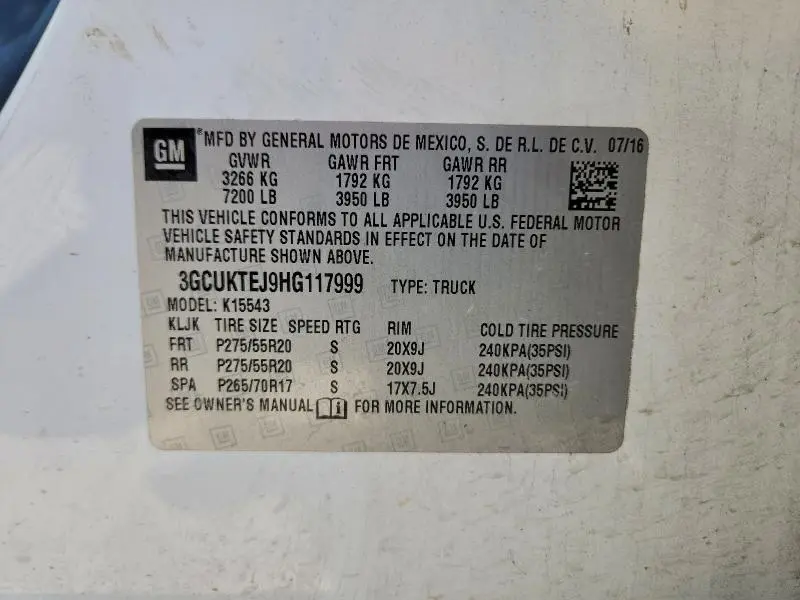 GM ® MFD BY GENERAL MOTORS DE MEXICO, S. DE R.L. DE C.V. 07/16
GVWR GAWR FRT GAWR RR
3266 KG 1792 KG 1792 KG
7200 LB 3950 LB 3950 LB
THIS VEHICLE CONFORMS TO ALL APPLICABLE U.S. FEDERAL MOTOR
VEHICLE SAFETY STANDARDS IN EFFECT ON THE DATE OF
MANUFACTURE SHOWN ABOVE.
3GCUKTEJ9HG117999 TYPE: TRUCK
MODEL: K15543
KLJK TIRE SIZE SPEED RTG RIM COLD TIRE PRESSURE
FRT P275/55R20 S 20X9J 240KPA(35PSI)
RR P275/55R20 S 20X9J 240KPA(35PSI)
SPA P265/70R17 S 17X7.5J 240KPA(35PSI)
SEE OWNER'S MANUAL i FOR MORE INFORMATION.